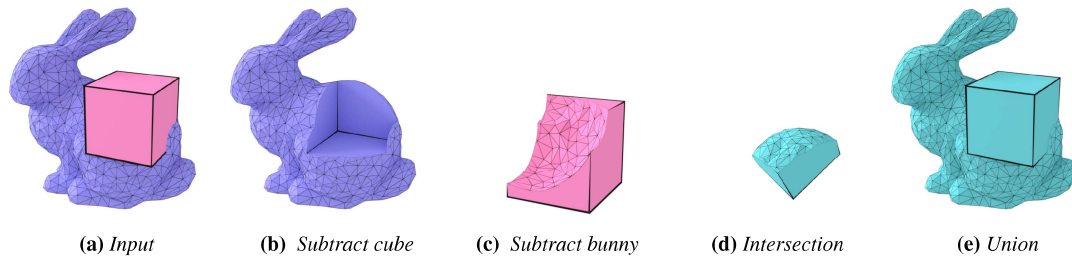 (a) Input (b) Subtract cube (c) Subtract bunny (d) Intersection (e) Union